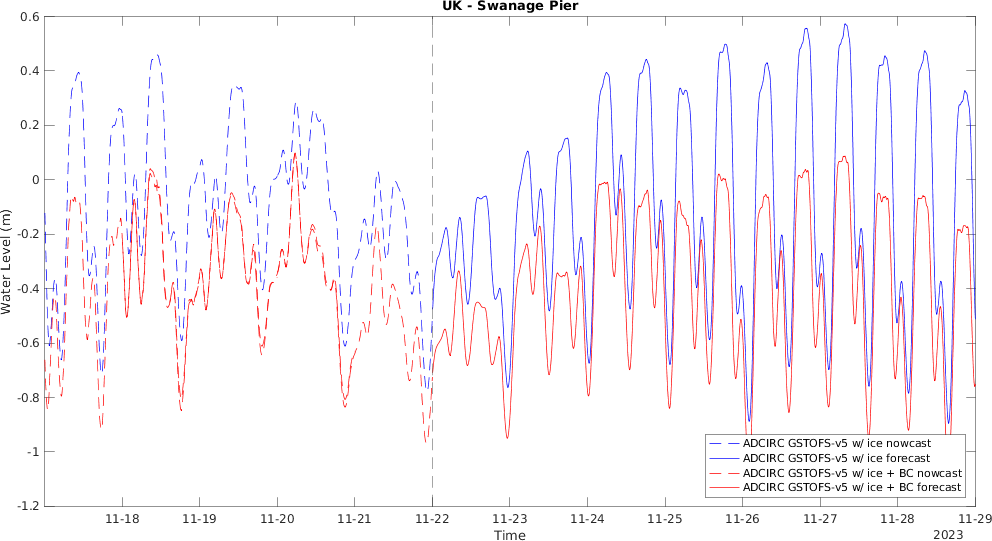 UK - Swanage Pier
0.6
0.4
0.2
0
-0.2
-0.4
-0.6
-0.8
-1
-1.2
Water Level (m)
ADCIRC GSTOFS-v5 w/ ice nowcast
ADCIRC GSTOFS-v5 w/ ice forecast
ADCIRC GSTOFS-v5 w/ ice + BC nowcast
ADCIRC GSTOFS-v5 w/ ice + BC forecast
11-18 11-19 11-20 11-21 11-22 11-23 11-24 11-25 11-26 11-27 11-28 11-29
Time
2023